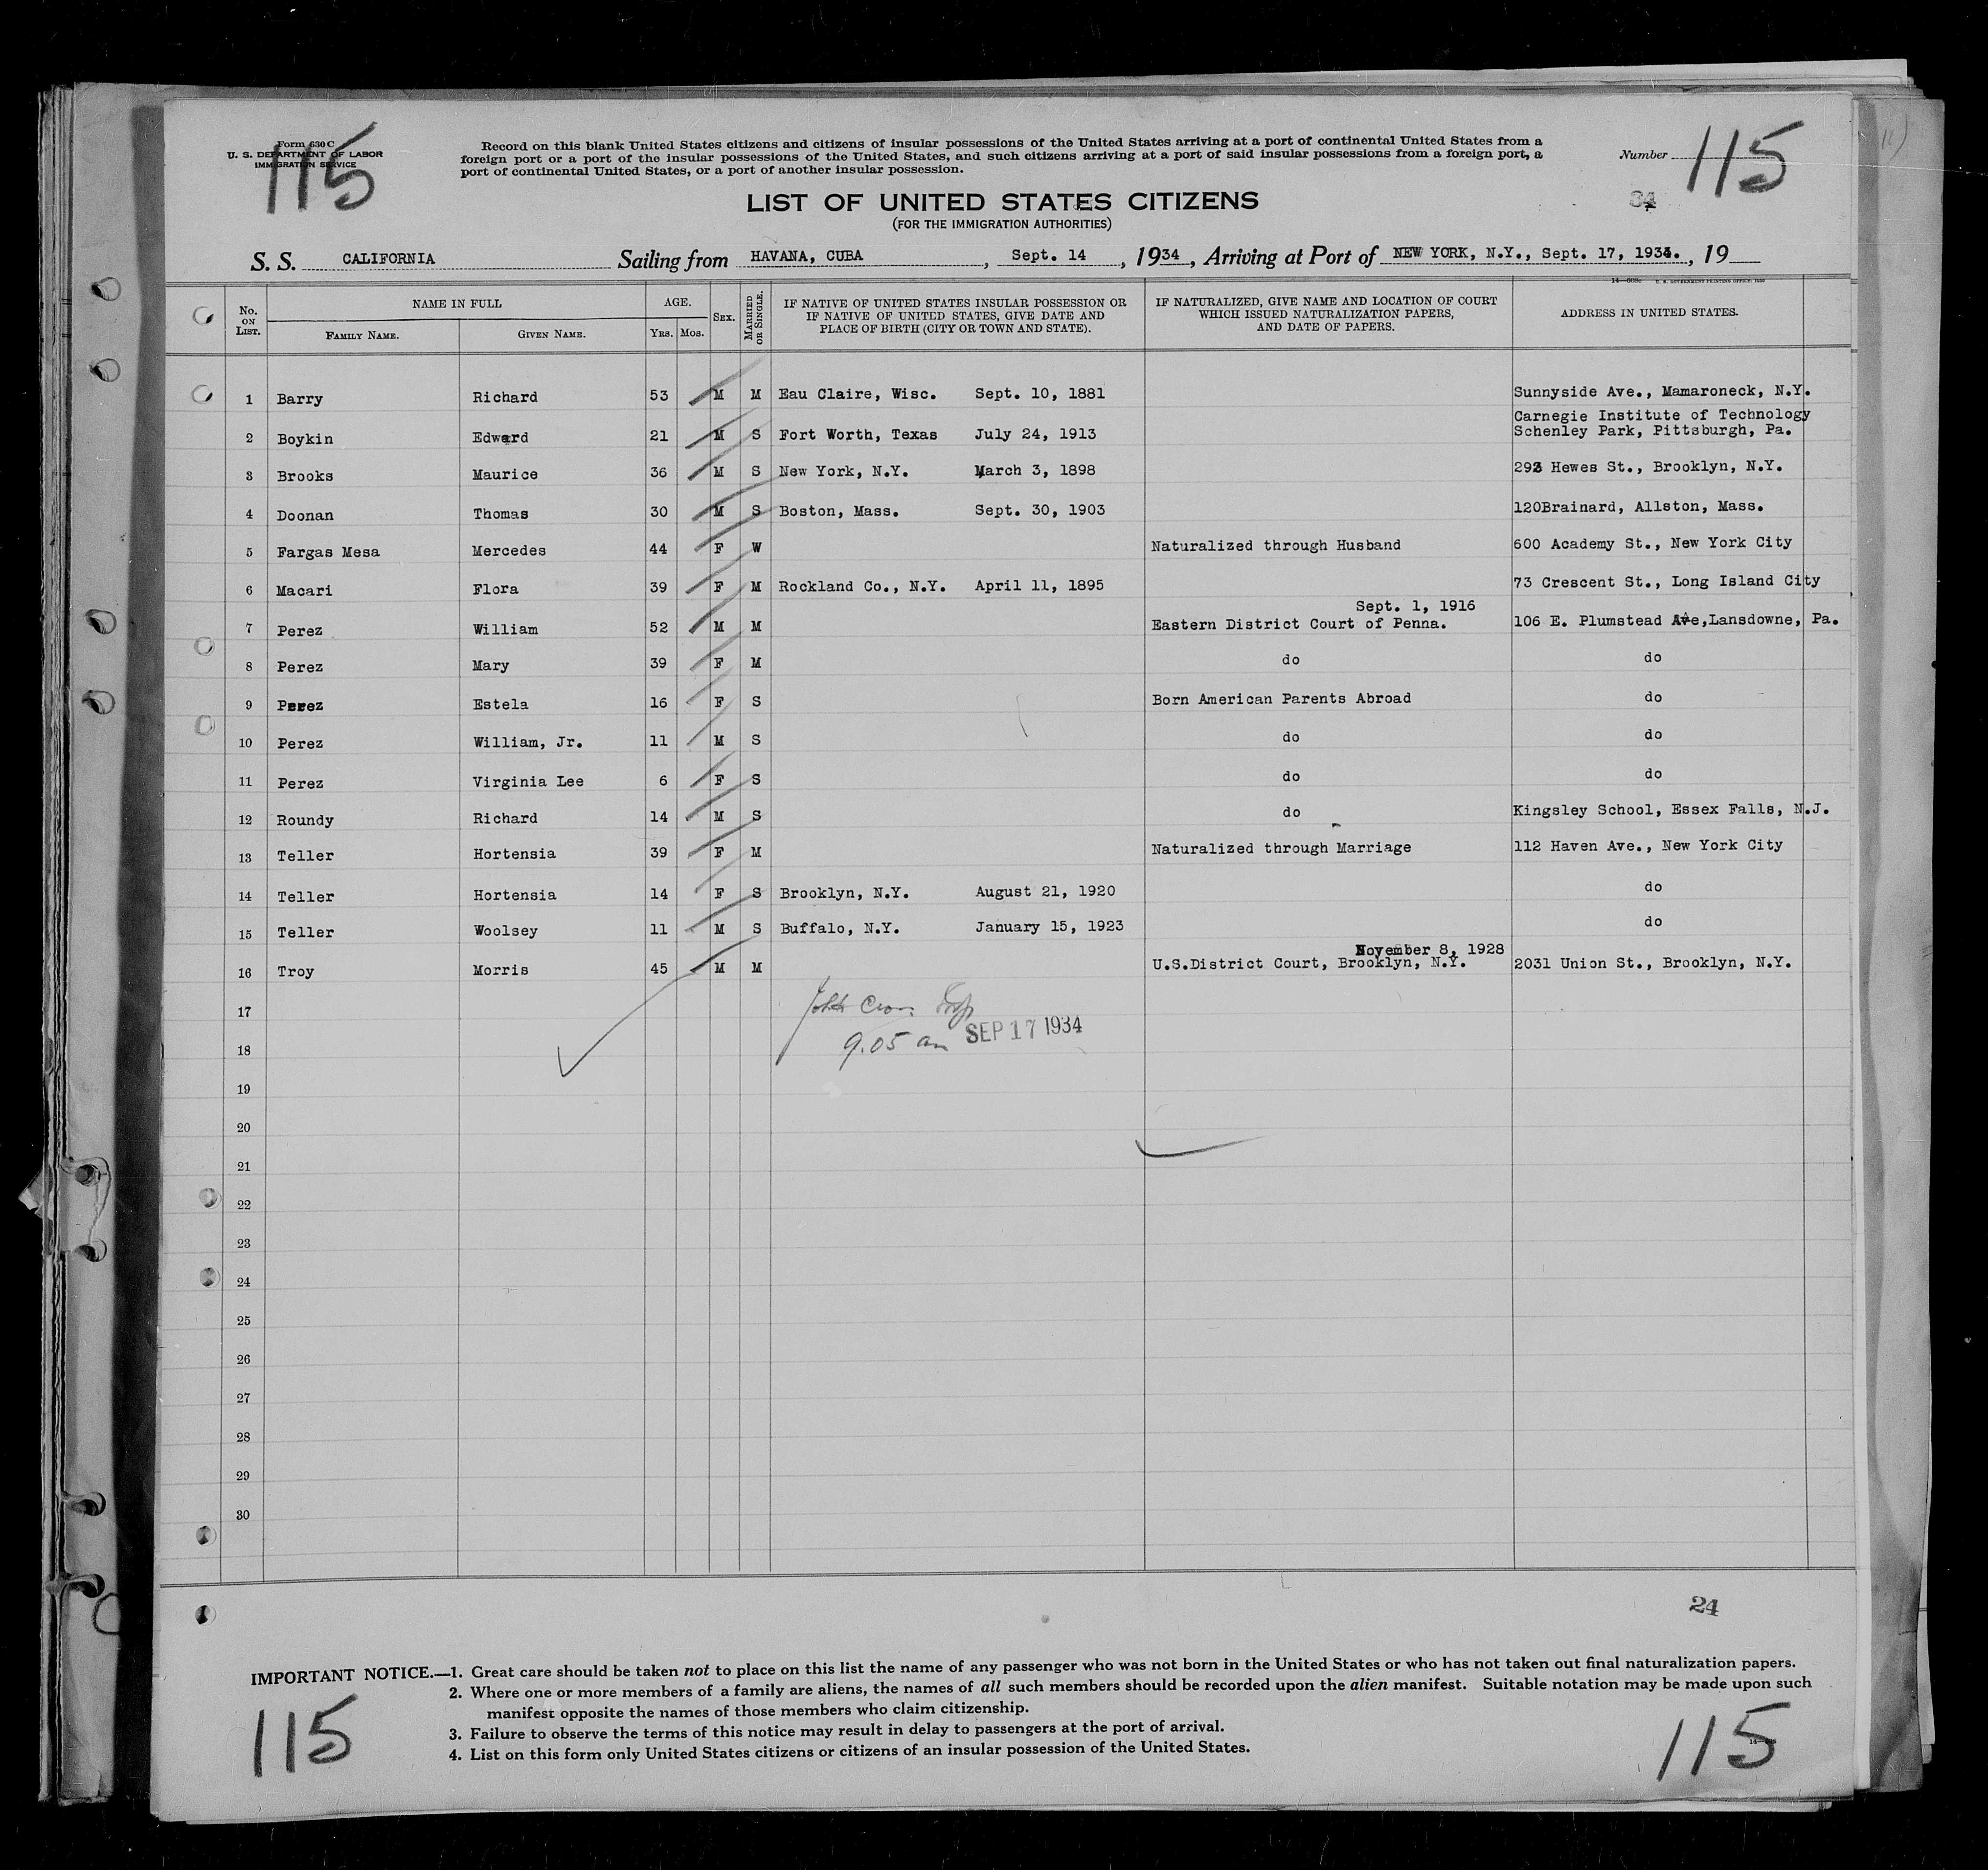 115
Form 630 C
U. S. DEPARTMENT OF LABOR
IMMIGRATION SERVICE
Record on this blank United States citizens and citizens of insular possessions of the United States arriving at a port of continental United States from a
foreign port or a port of the insular possessions of the United States, and such citizens arriving at a port of said insular possessions from a foreign port, a
port of continental United States, or a port of another insular possession.
Number 115
LIST OF UNITED STATES CITIZENS
(FOR THE IMMIGRATION AUTHORITIES)
S. S. CALIFORNIA Sailing from HAVANA, CUBA, Sept. 14, 1934, Arriving at Port of NEW YORK, N.Y., Sept. 17, 1934., 19
No. ON LIST. NAME IN FULL AGE. SEX. MARRIED OR SINGLE. IF NATIVE OF UNITED STATES INSULAR POSSESSION OR IF NATIVE OF UNITED STATES, GIVE DATE AND PLACE OF BIRTH (CITY OR TOWN AND STATE). IF NATURALIZED, GIVE NAME AND LOCATION OF COURT WHICH ISSUED NATURALIZATION PAPERS, AND DATE OF PAPERS. ADDRESS IN UNITED STATES.
FAMILY NAME. GIVEN NAME. YRS. MOS.
1 Barry Richard 53 M M Eau Claire, Wisc. Sept. 10, 1881 Sunnyside Ave., Mamaroneck, N.Y.
Carnegie Institute of Technology
2 Boykin Edward 21 M S Fort Worth, Texas July 24, 1913 Schenley Park, Pittsburgh, Pa.
3 Brooks Maurice 36 M S New York, N.Y. March 3, 1898 293 Hewes St., Brooklyn, N.Y.
4 Doonan Thomas 30 M S Boston, Mass. Sept. 30, 1903 120Brainard, Allston, Mass.
5 Fargas Mesa Mercedes 44 F W Naturalized through Husband 600 Academy St., New York City
6 Macari Flora 39 F M Rockland Co., N.Y. April 11, 1895 73 Crescent St., Long Island City
Sept. 1, 1916
7 Perez William 52 M M Eastern District Court of Penna. 106 E. Plumstead Ave,Lansdowne, Pa.
8 Perez Mary 39 F M do do
9 Perez Estela 16 F S Born American Parents Abroad do
10 Perez William, Jr. 11 M S do do
11 Perez Virginia Lee 6 F S do do
12 Roundy Richard 14 M S do Kingsley School, Essex Falls, N.J.
13 Teller Hortensia 39 F M Naturalized through Marriage 112 Haven Ave., New York City
14 Teller Hortensia 14 F S Brooklyn, N.Y. August 21, 1920 do
15 Teller Woolsey 11 M S Buffalo, N.Y. January 15, 1923 do
November 8, 1928
16 Troy Morris 45 M M U.S.District Court, Brooklyn, N.Y. 2031 Union St., Brooklyn, N.Y.
17
9.05 am SEP 17 1934
18
19
20
21
22
23
24
25
26
27
28
29
30
24
IMPORTANT NOTICE.—1. Great care should be taken not to place on this list the name of any passenger who was not born in the United States or who has not taken out final naturalization papers.
2. Where one or more members of a family are aliens, the names of all such members should be recorded upon the alien manifest. Suitable notation may be made upon such
manifest opposite the names of those members who claim citizenship.
3. Failure to observe the terms of this notice may result in delay to passengers at the port of arrival.
4. List on this form only United States citizens or citizens of an insular possession of the United States.
115
115